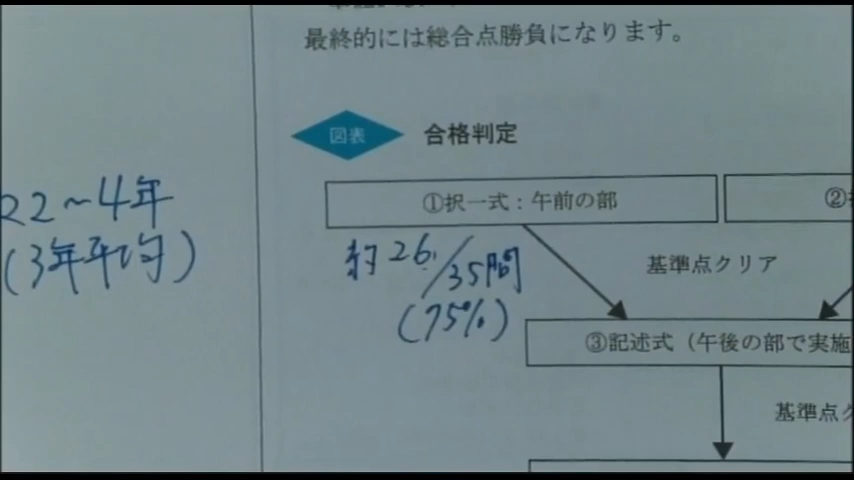 最終的には総合点勝負になります。
図表
合格判定
22～4年
(3年平均)
①択一式：午前の部
②
約26/35問
(75%)
基準点クリア
③記述式（午後の部で実施
基準点ク